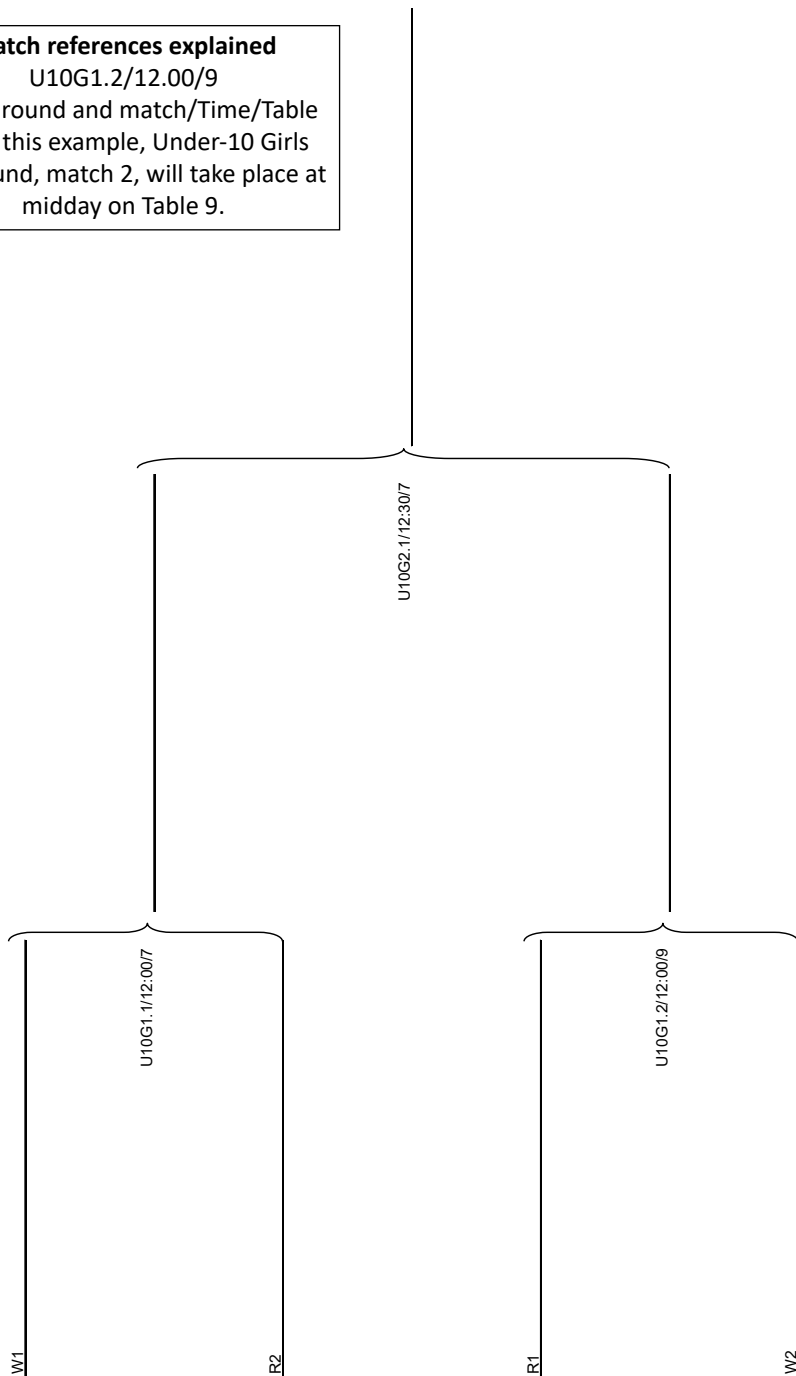 atch references explained
U10G1.2/12.00/9
round and match/Time/Table
this example, Under-10 Girls
und, match 2, will take place at
midday on Table 9.
U10G2.1/12:30/7
U10G1.1/12:00/7
U10G1.2/12:00/9
W1
R2
R1
W2